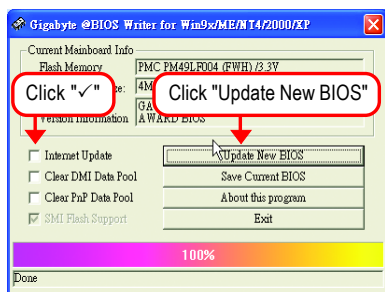 Gigabyte @BIOS Writer for Win9x/ME/NT4/2000/XP
Current Mainboard Info
Flash Memory PMC PM49LF004 (FWH) /3.3V
Click "✓"
ze: 4M
Click "Update New BIOS"
GA
Version Information AWARD BIOS
Internet Update
Update New BIOS
Clear DMI Data Pool
Save Current BIOS
Clear PnP Data Pool
About this program
SMI Flash Support
Exit
100%
Done